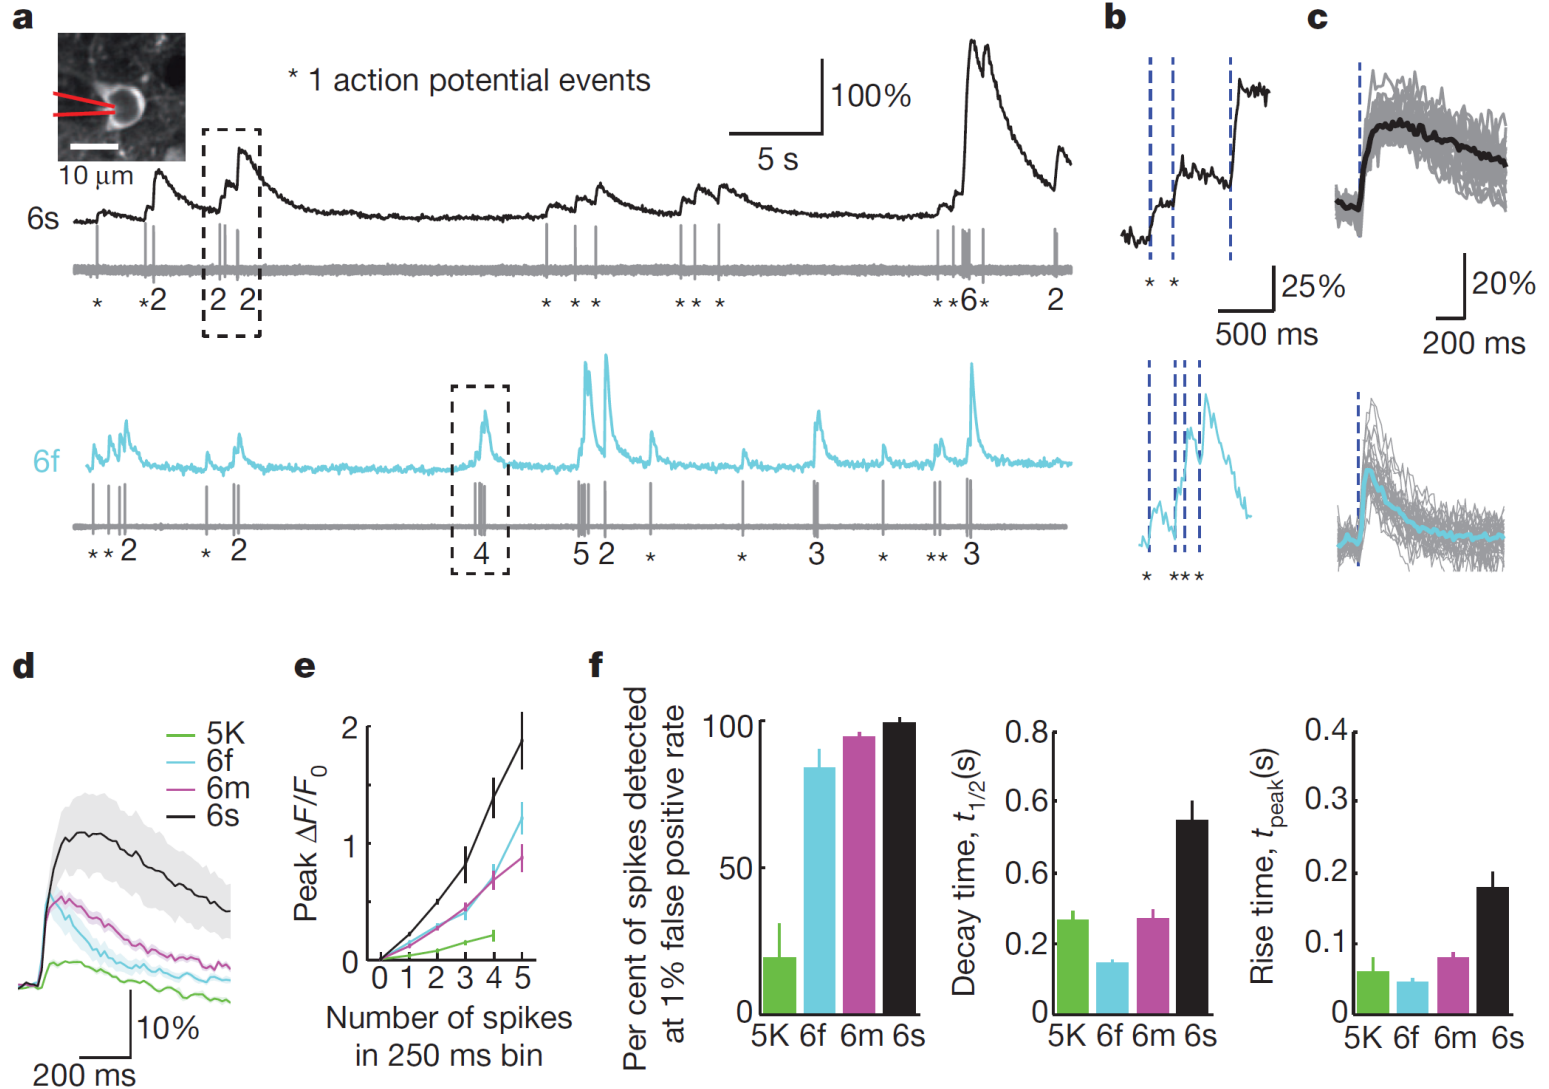 a
b
c
* 1 action potential events
100%
5 s
10 μm
6s
* * 2 2 2 * * * * * * * * 6 * 2
* *
25%
500 ms
20%
200 ms
6f
* * 2 * 2 4 5 2 * * 3 * * * 3
* * * *
d
e
f
5K
6f
6m
6s
10%
200 ms
Peak ΔF/F0
2
1
0
0 1 2 3 4 5
Number of spikes
in 250 ms bin
Per cent of spikes detected
at 1% false positive rate
100
50
0
5K 6f 6m 6s
Decay time, t1/2(s)
0.8
0.6
0.6
0.2
0
5K 6f 6m 6s
Rise time, tpeak(s)
0.4
0.3
0.2
0.1
0
5K 6f 6m 6s